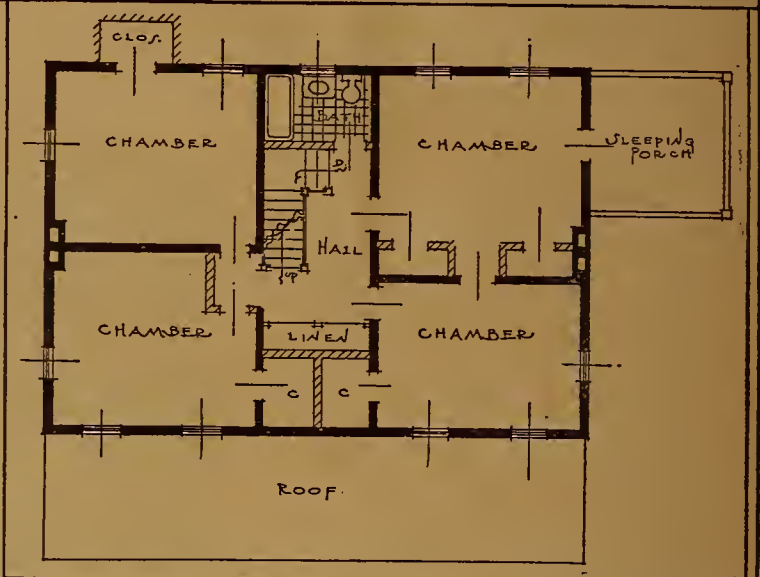 CLOS.
CHAMBER
BATH
CHAMBER
SLEEPING
PORCH
D
HALL
UP
CHAMBER
LINEN
CHAMBER
C
C
ROOF.